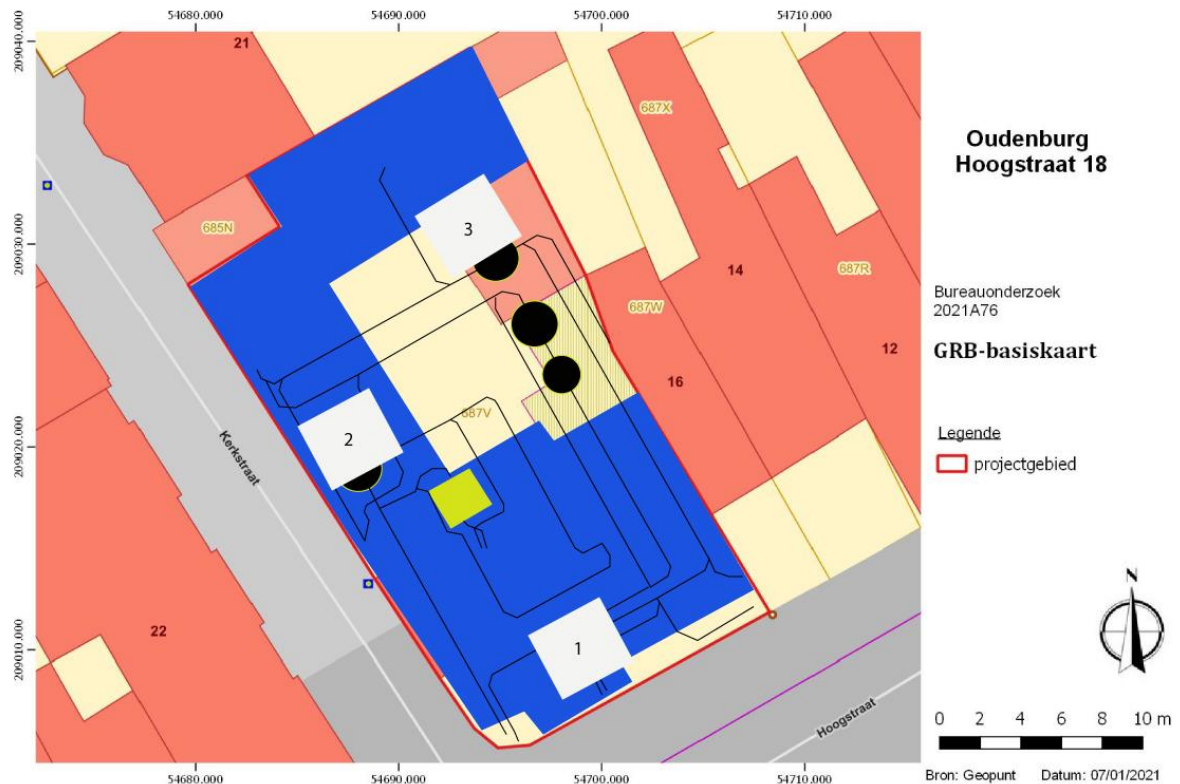 54680.000 54690.000 54700.000 54710.000
209040.000
209030.000
209020.000
209010.000
21
687X
685N
3
14
687R
687W
12
16
2
687V
Kerkstraat
22
1
Hoogstraat
54680.000 54690.000 54700.000 54710.000
Oudenburg
Hoogstraat 18
Bureauonderzoek
2021A76
GRB-basiskaart
Legende
projectgebied
N
0 2 4 6 8 10 m
Bron: Geopunt Datum: 07/01/2021